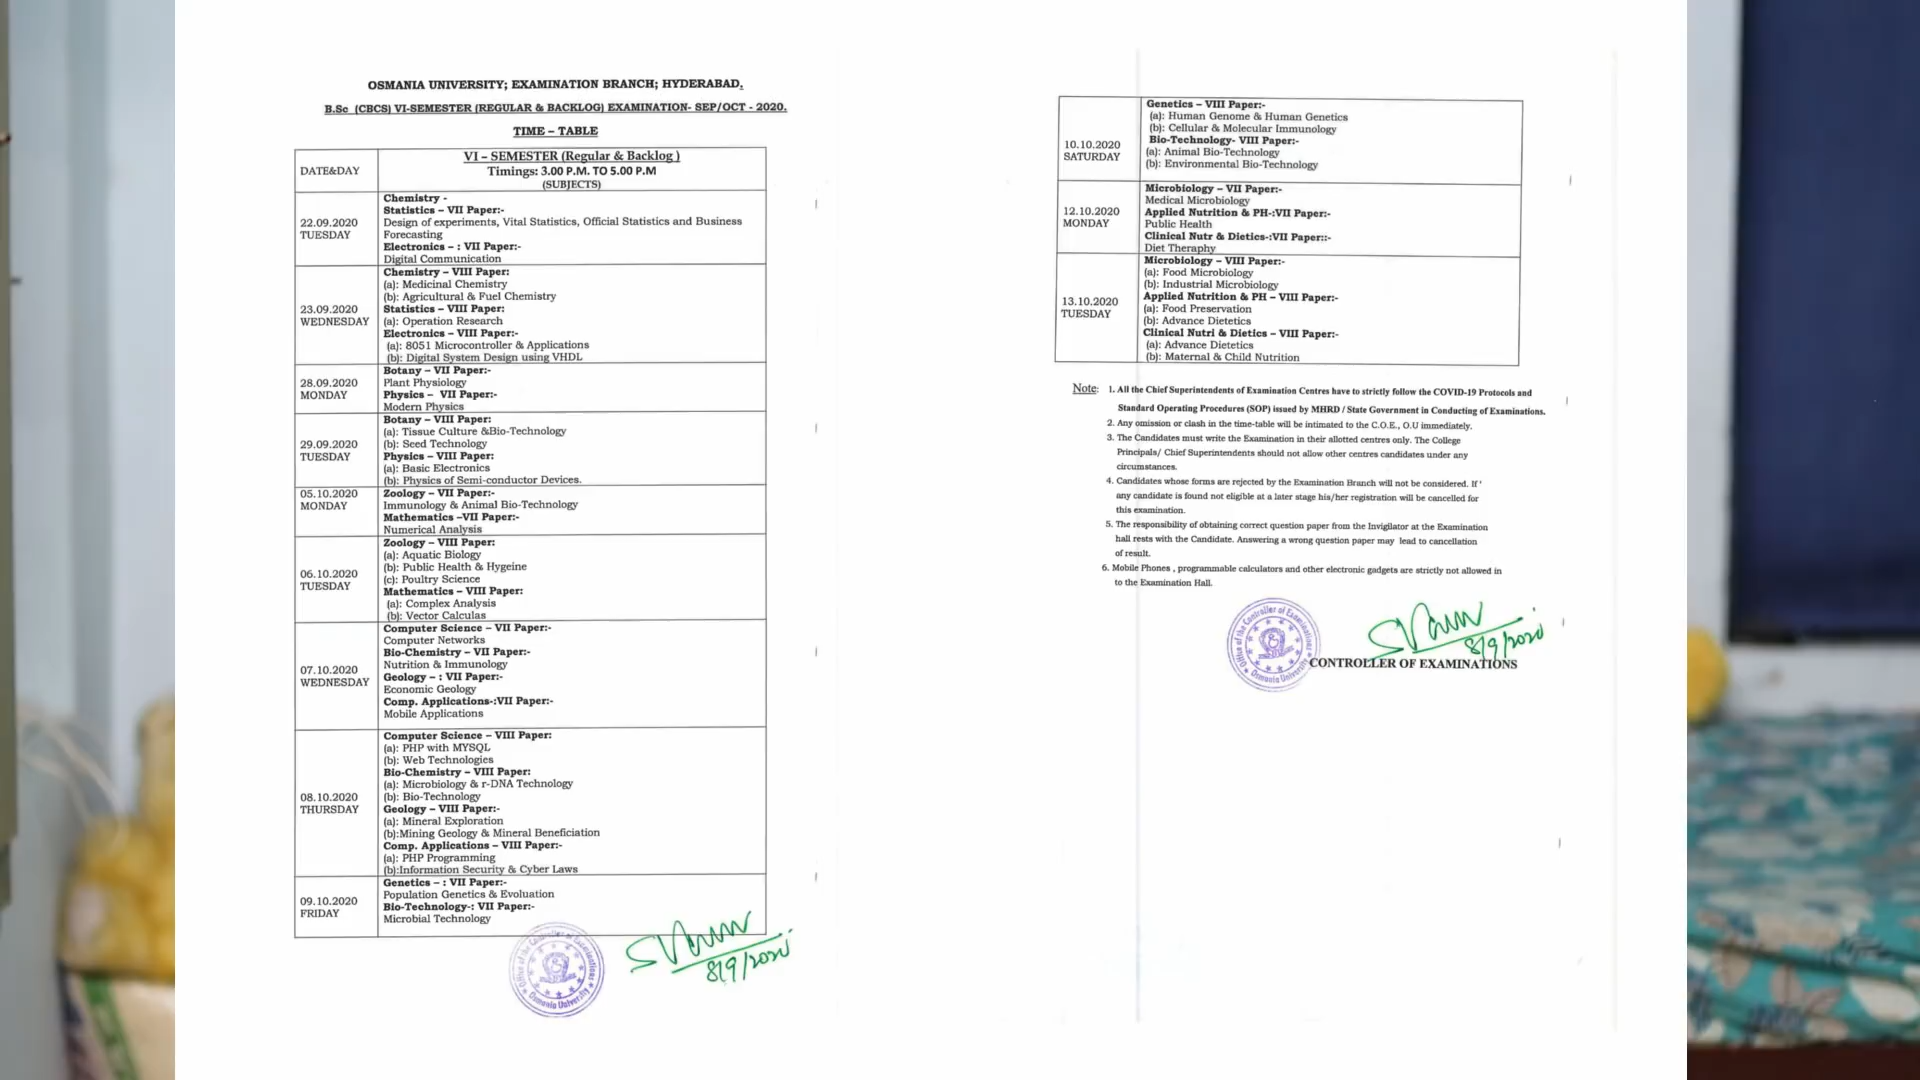 OSMANIA UNIVERSITY; EXAMINATION BRANCH; HYDERABAD.
B.Sc (CBCS) VI-SEMESTER (REGULAR & BACKLOG) EXAMINATION- SEP/OCT - 2020.
TIME – TABLE
DATE&DAY
VI – SEMESTER (Regular & Backlog )
Timings: 3.00 P.M. TO 5.00 P.M
(SUBJECTS)
22.09.2020
TUESDAY
Chemistry -
Statistics – VII Paper:-
Design of experiments, Vital Statistics, Official Statistics and Business
Forecasting
Electronics – : VII Paper:-
Digital Communication
23.09.2020
WEDNESDAY
Chemistry – VIII Paper:
(a): Medicinal Chemistry
(b): Agricultural & Fuel Chemistry
Statistics – VIII Paper:
(a): Operation Research
Electronics – VIII Paper:-
(a): 8051 Microcontroller & Applications
(b): Digital System Design using VHDL
28.09.2020
MONDAY
Botany – VII Paper:-
Plant Physiology
Physics – VII Paper:-
Modern Physics
29.09.2020
TUESDAY
Botany – VIII Paper:
(a): Tissue Culture &Bio-Technology
(b): Seed Technology
Physics – VIII Paper:
(a): Basic Electronics
(b): Physics of Semi-conductor Devices.
05.10.2020
MONDAY
Zoology – VII Paper:-
Immunology & Animal Bio-Technology
Mathematics –VII Paper:-
Numerical Analysis
06.10.2020
TUESDAY
Zoology – VIII Paper:
(a): Aquatic Biology
(b): Public Health & Hygeine
(c): Poultry Science
Mathematics – VIII Paper:
(a): Complex Analysis
(b): Vector Calculas
07.10.2020
WEDNESDAY
Computer Science – VII Paper:-
Computer Networks
Bio-Chemistry – VII Paper:-
Nutrition & Immunology
Geology – : VII Paper:-
Economic Geology
Comp. Applications-:VII Paper:-
Mobile Applications
08.10.2020
THURSDAY
Computer Science – VIII Paper:
(a): PHP with MYSQL
(b): Web Technologies
Bio-Chemistry – VIII Paper:
(a): Microbiology & r-DNA Technology
(b): Bio-Technology
Geology – VIII Paper:-
(a): Mineral Exploration
(b):Mining Geology & Mineral Beneficiation
Comp. Applications – VIII Paper:-
(a): PHP Programming
(b):Information Security & Cyber Laws
09.10.2020
FRIDAY
Genetics – : VII Paper:-
Population Genetics & Evoluation
Bio-Technology-: VII Paper:-
Microbial Technology
Office of the Controller of Examinations
Osmania University
8/9/2020
10.10.2020
SATURDAY
Genetics – VIII Paper:-
(a): Human Genome & Human Genetics
(b): Cellular & Molecular Immunology
Bio-Technology- VIII Paper:-
(a): Animal Bio-Technology
(b): Environmental Bio-Technology
12.10.2020
MONDAY
Microbiology – VII Paper:-
Medical Microbiology
Applied Nutrition & PH-:VII Paper:-
Public Health
Clinical Nutr & Dietics-:VII Paper::-
Diet Theraphy
13.10.2020
TUESDAY
Microbiology – VIII Paper:-
(a): Food Microbiology
(b): Industrial Microbiology
Applied Nutrition & PH – VIII Paper:-
(a): Food Preservation
(b): Advance Dietetics
Clinical Nutri & Dietics – VIII Paper:-
(a): Advance Dietetics
(b): Maternal & Child Nutrition
Note: 1. All the Chief Superintendents of Examination Centres have to strictly follow the COVID-19 Protocols and
Standard Operating Procedures (SOP) issued by MHRD / State Government in Conducting of Examinations.
2. Any omission or clash in the time-table will be intimated to the C.O.E., O.U immediately.
3. The Candidates must write the Examination in their allotted centres only. The College
Principals/ Chief Superintendents should not allow other centres candidates under any
circumstances.
4. Candidates whose forms are rejected by the Examination Branch will not be considered. If
any candidate is found not eligible at a later stage his/her registration will be cancelled for
this examination.
5. The responsibility of obtaining correct question paper from the Invigilator at the Examination
hall rests with the Candidate. Answering a wrong question paper may lead to cancellation
of result.
6. Mobile Phones , programmable calculators and other electronic gadgets are strictly not allowed in
to the Examination Hall.
Office of the Controller of Examinations
Osmania University
8/9/2020
CONTROLLER OF EXAMINATIONS